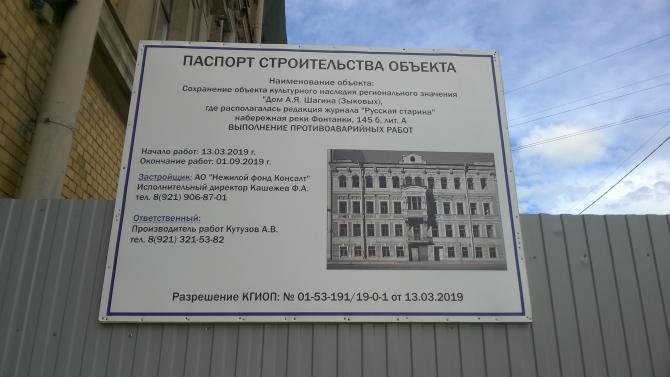 ПАСПОРТ СТРОИТЕЛЬСТВА ОБЪЕКТА
Наименование объекта:
Сохранение объекта культурного наследия регионального значения
"Дом А.Я. Шагина (Зыковых),
где располагалась редакция журнала "Русская старина"
набережная реки Фонтанки, 145 б, лит. А
ВЫПОЛНЕНИЕ ПРОТИВОАВАРИЙНЫХ РАБОТ
Начало работ: 13.03.2019 г.
Окончание работ: 01.09.2019 г.
Застройщик: АО "Нежилой фонд Консалт"
Исполнительный директор Кашежев Ф.А.
тел. 8(921) 906-87-01
Ответственный:
Производитель работ Кутузов А.В.
тел. 8(921) 321-53-82
Разрешение КГИОП: № 01-53-191/19-0-1 от 13.03.2019